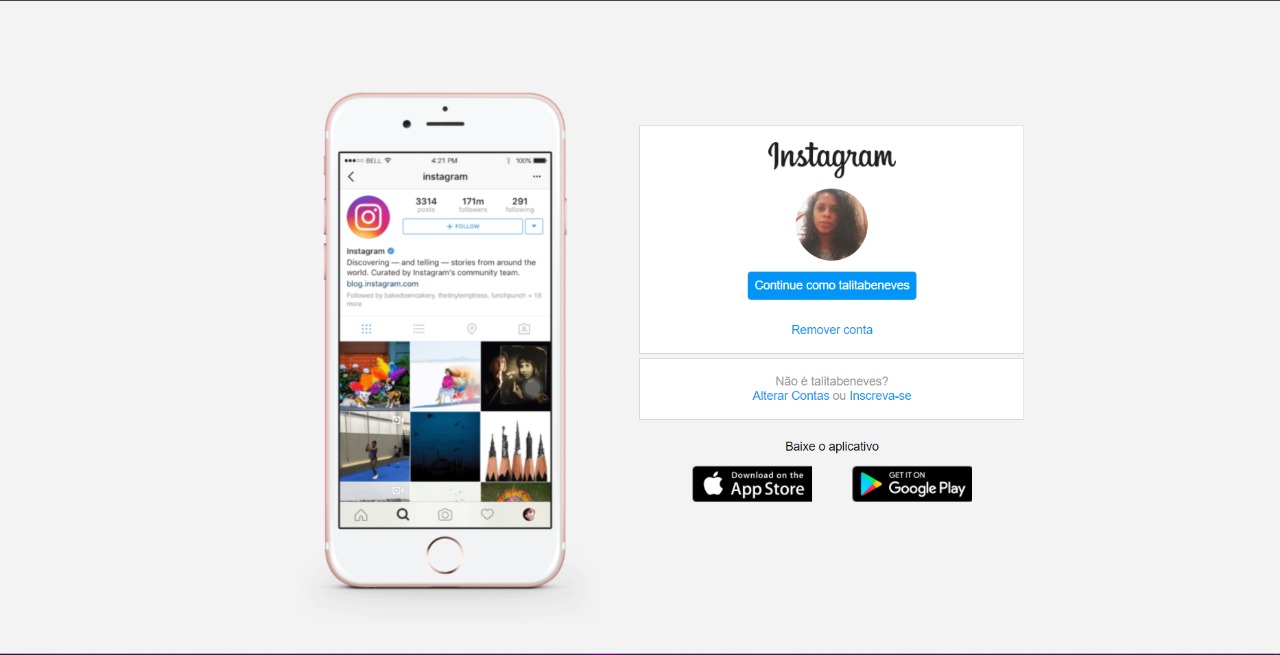 BELL
4:21 PM
100%
instagram
3314
posts
171m
followers
291
following
+ FOLLOW
Instagram
Discovering — and telling — stories from around the
world. Curated by Instagram's community team.
blog.instagram.com
Followed by bakedowncakery, thetinytemptress, lunchpunch + 18
more
Instagram
Continue como talitabeneves
Remover conta
Não é talitabeneves?
Alterar Contas ou Inscreva-se
Baixe o aplicativo
Download on the
App Store
GET IT ON
Google Play